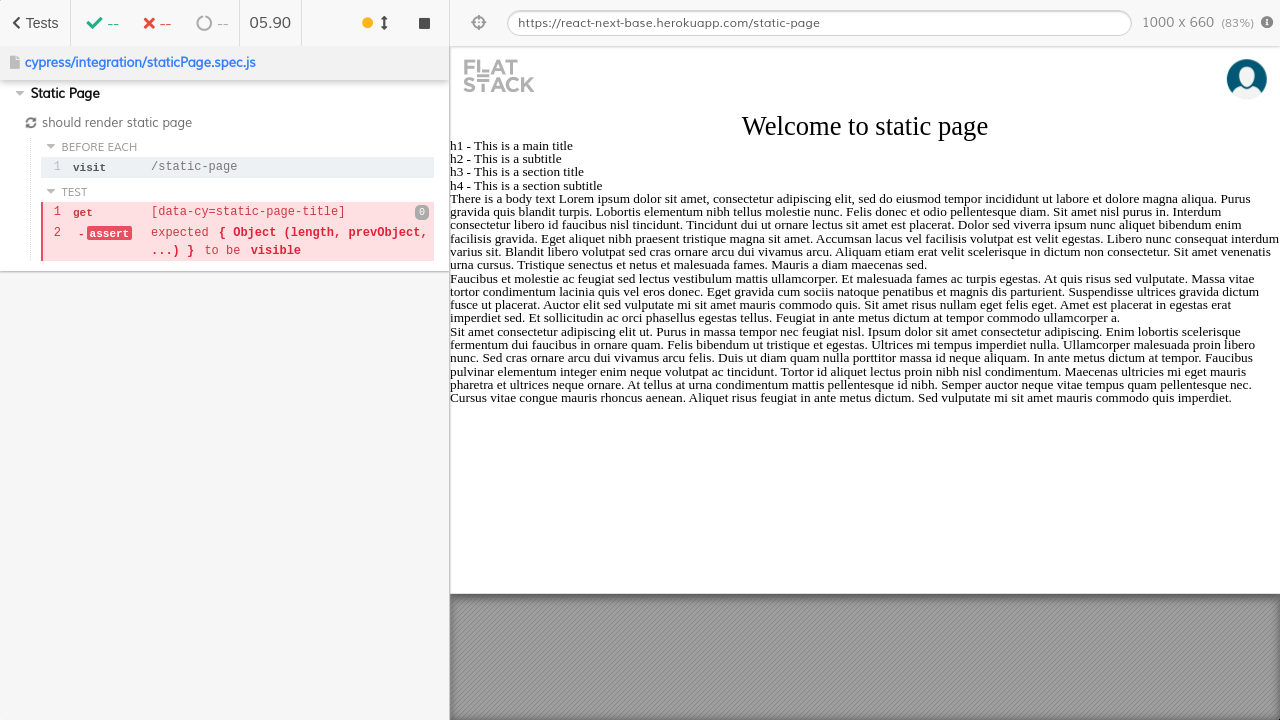 Tests
--
--
--
05.90
https://react-next-base.herokuapp.com/static-page
1000 x 660 (83%)
cypress/integration/staticPage.spec.js
Static Page
should render static page
BEFORE EACH
1 visit /static-page
TEST
1 get [data-cy=static-page-title] 0
2 - assert expected { Object (length, prevObject,
...) } to be visible
FLAT
STACK
Welcome to static page
h1 - This is a main title
h2 - This is a subtitle
h3 - This is a section title
h4 - This is a section subtitle
There is a body text Lorem ipsum dolor sit amet, consectetur adipiscing elit, sed do eiusmod tempor incididunt ut labore et dolore magna aliqua. Purus
gravida quis blandit turpis. Lobortis elementum nibh tellus molestie nunc. Felis donec et odio pellentesque diam. Sit amet nisl purus in. Interdum
consectetur libero id faucibus nisl tincidunt. Tincidunt dui ut ornare lectus sit amet est placerat. Dolor sed viverra ipsum nunc aliquet bibendum enim
facilisis gravida. Eget aliquet nibh praesent tristique magna sit amet. Accumsan lacus vel facilisis volutpat est velit egestas. Libero nunc consequat interdum
varius sit. Blandit libero volutpat sed cras ornare arcu dui vivamus arcu. Aliquam etiam erat velit scelerisque in dictum non consectetur. Sit amet venenatis
urna cursus. Tristique senectus et netus et malesuada fames. Mauris a diam maecenas sed.
Faucibus et molestie ac feugiat sed lectus vestibulum mattis ullamcorper. Et malesuada fames ac turpis egestas. At quis risus sed vulputate. Massa vitae
tortor condimentum lacinia quis vel eros donec. Eget gravida cum sociis natoque penatibus et magnis dis parturient. Suspendisse ultrices gravida dictum
fusce ut placerat. Auctor elit sed vulputate mi sit amet mauris commodo quis. Sit amet risus nullam eget felis eget. Amet est placerat in egestas erat
imperdiet sed. Et sollicitudin ac orci phasellus egestas tellus. Feugiat in ante metus dictum at tempor commodo ullamcorper a.
Sit amet consectetur adipiscing elit ut. Purus in massa tempor nec feugiat nisl. Ipsum dolor sit amet consectetur adipiscing. Enim lobortis scelerisque
fermentum dui faucibus in ornare quam. Felis bibendum ut tristique et egestas. Ultrices mi tempus imperdiet nulla. Ullamcorper malesuada proin libero
nunc. Sed cras ornare arcu dui vivamus arcu felis. Duis ut diam quam nulla porttitor massa id neque aliquam. In ante metus dictum at tempor. Faucibus
pulvinar elementum integer enim neque volutpat ac tincidunt. Tortor id aliquet lectus proin nibh nisl condimentum. Maecenas ultricies mi eget mauris
pharetra et ultrices neque ornare. At tellus at urna condimentum mattis pellentesque id nibh. Semper auctor neque vitae tempus quam pellentesque nec.
Cursus vitae congue mauris rhoncus aenean. Aliquet risus feugiat in ante metus dictum. Sed vulputate mi sit amet mauris commodo quis imperdiet.